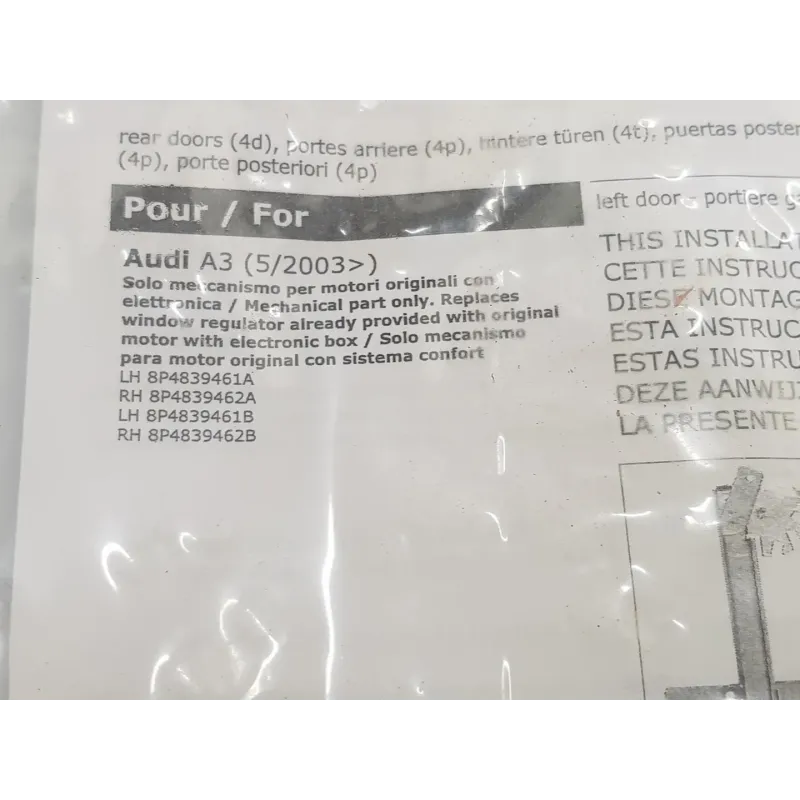 rear doors (4d), portes arriere (4p), hintere türen (4t), puertas poster
(4p), porte posteriori (4p)
Pour / For
Audi A3 (5/2003>)
Solo meccanismo per motori originali con
elettronica / Mechanical part only. Replaces
window regulator already provided with original
motor with electronic box / Solo mecanismo
para motor original con sistema confort
LH 8P4839461A
RH 8P4839462A
LH 8P4839461B
RH 8P4839462B
left door - portiere ga
THIS INSTALLAT
CETTE INSTRUC
DIESE MONTAG
ESTA INSTRUC
ESTAS INSTRU
DEZE AANWIJZ
LA PRESENTE